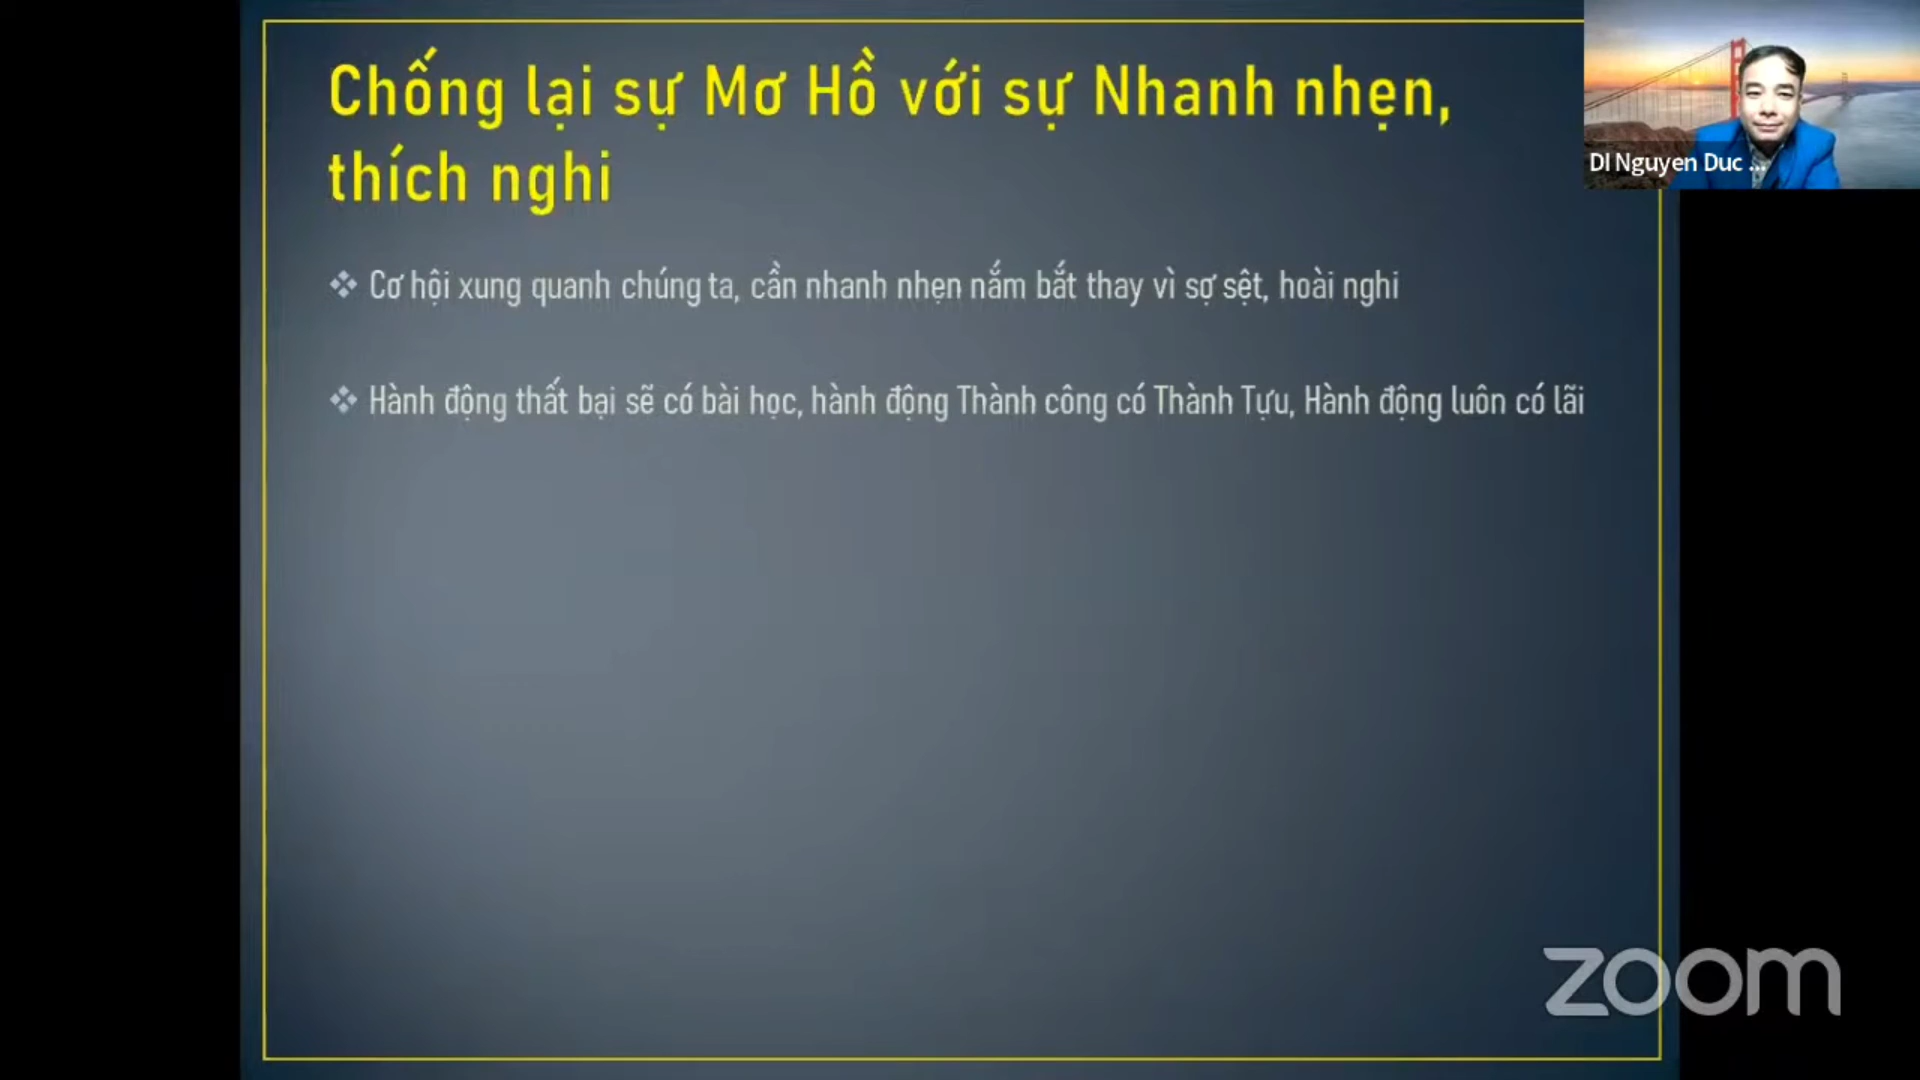 Chống lại sự Mơ Hồ với sự Nhanh nhẹn,
thích nghi
DI Nguyen Duc ...
Cơ hội xung quanh chúng ta, cần nhanh nhẹn nắm bắt thay vì sợ sệt, hoài nghi
Hành động thất bại sẽ có bài học, hành động Thành công có Thành Tựu, Hành động luôn có lãi
zoom